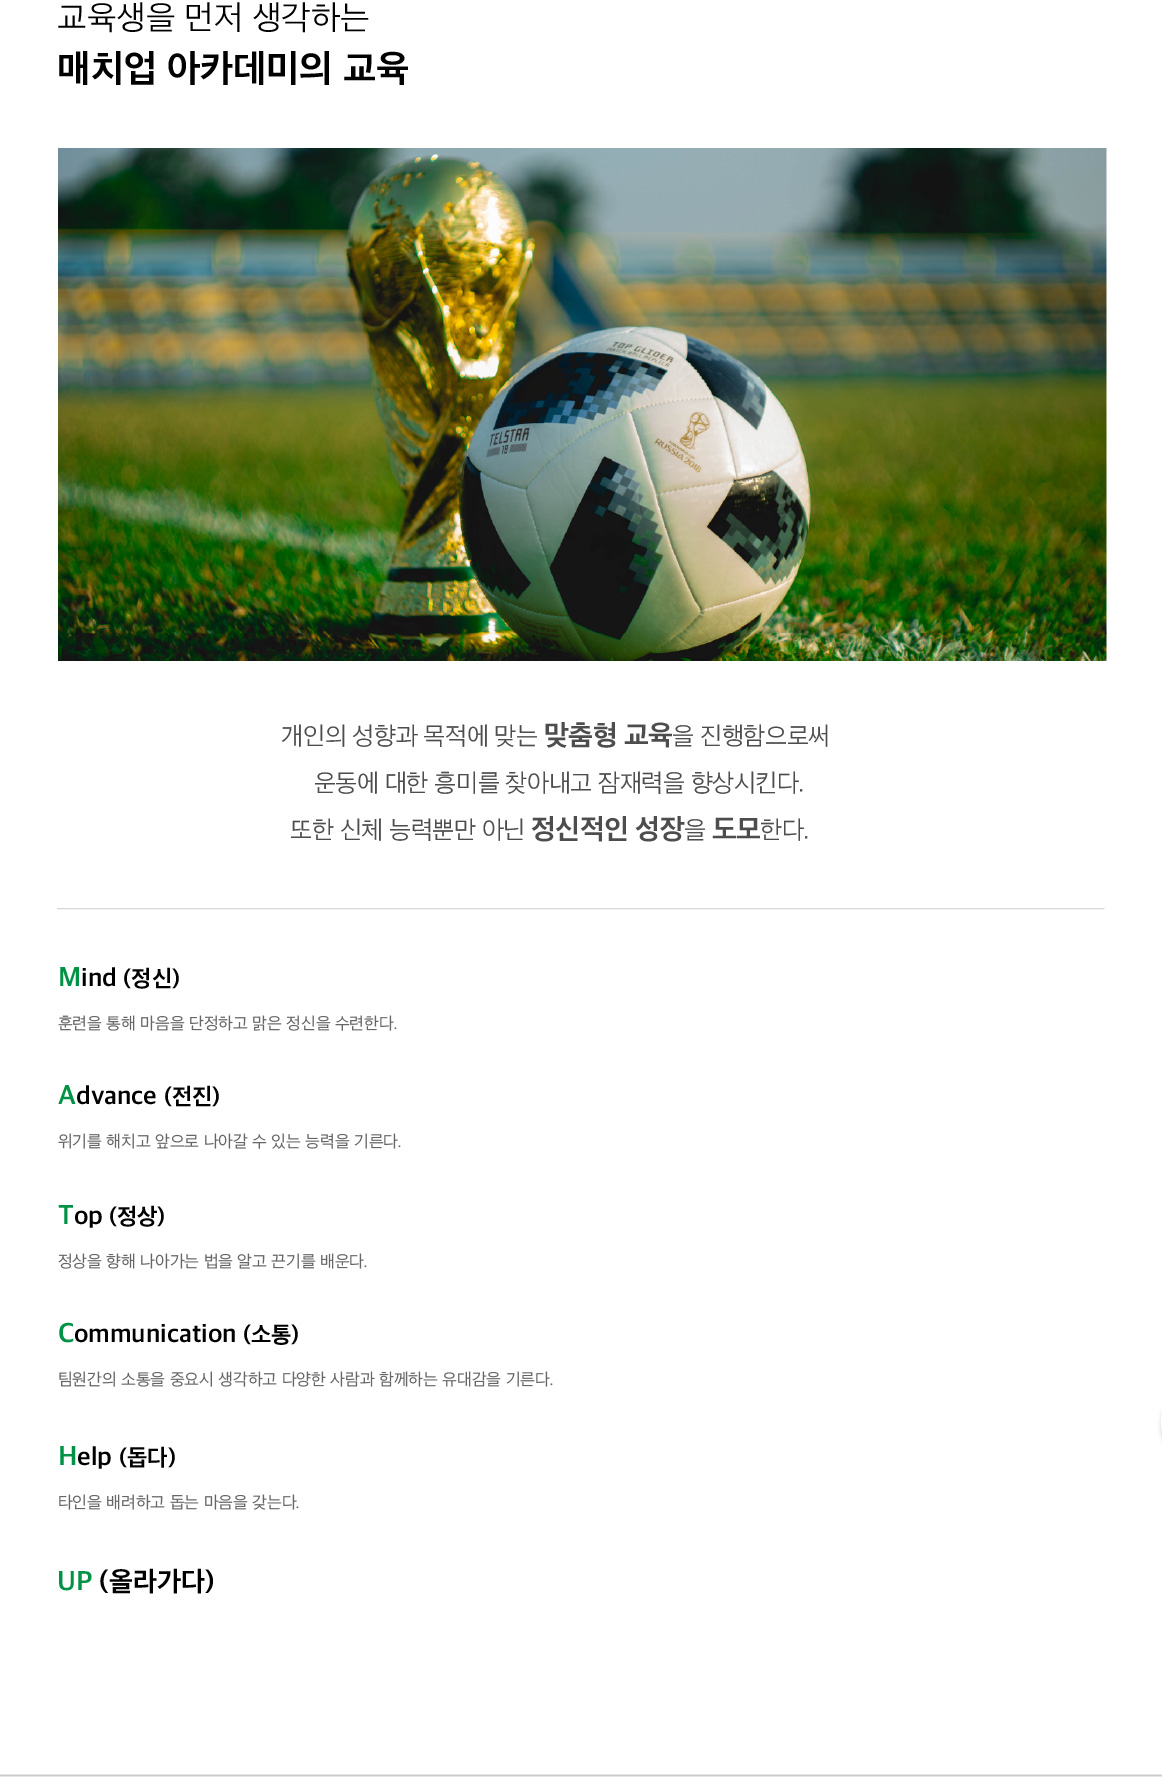 교육생을 먼저 생각하는
매치업 아카데미의 교육
TOP GLIDER
TELSTAR
18
RUSSIA 2018
개인의 성향과 목적에 맞는 맞춤형 교육을 진행함으로써
운동에 대한 흥미를 찾아내고 잠재력을 향상시킨다.
또한 신체 능력뿐만 아닌 정신적인 성장을 도모한다.
Mind (정신)
훈련을 통해 마음을 단정하고 맑은 정신을 수련한다.
Advance (전진)
위기를 해치고 앞으로 나아갈 수 있는 능력을 기른다.
Top (정상)
정상을 향해 나아가는 법을 알고 끈기를 배운다.
Communication (소통)
팀원간의 소통을 중요시 생각하고 다양한 사람과 함께하는 유대감을 기른다.
Help (돕다)
타인을 배려하고 돕는 마음을 갖는다.
UP (올라가다)